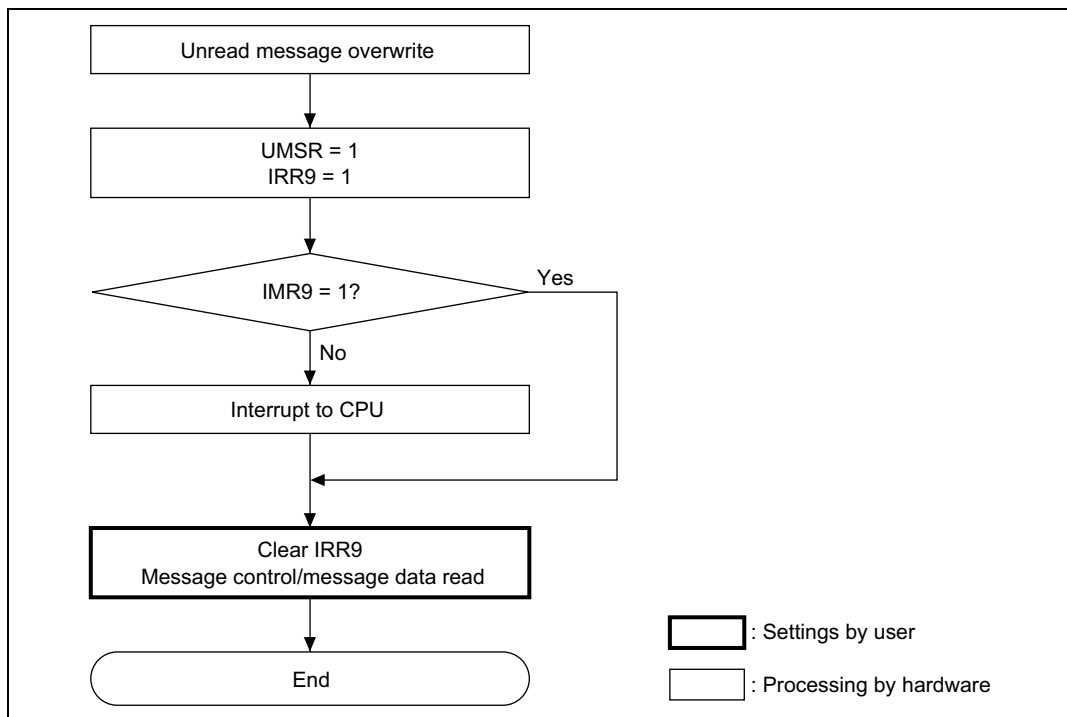 Unread message overwrite
UMSR = 1
IRR9 = 1
IMR9 = 1?
Yes
No
Interrupt to CPU
Clear IRR9
Message control/message data read
End
: Settings by user
: Processing by hardware